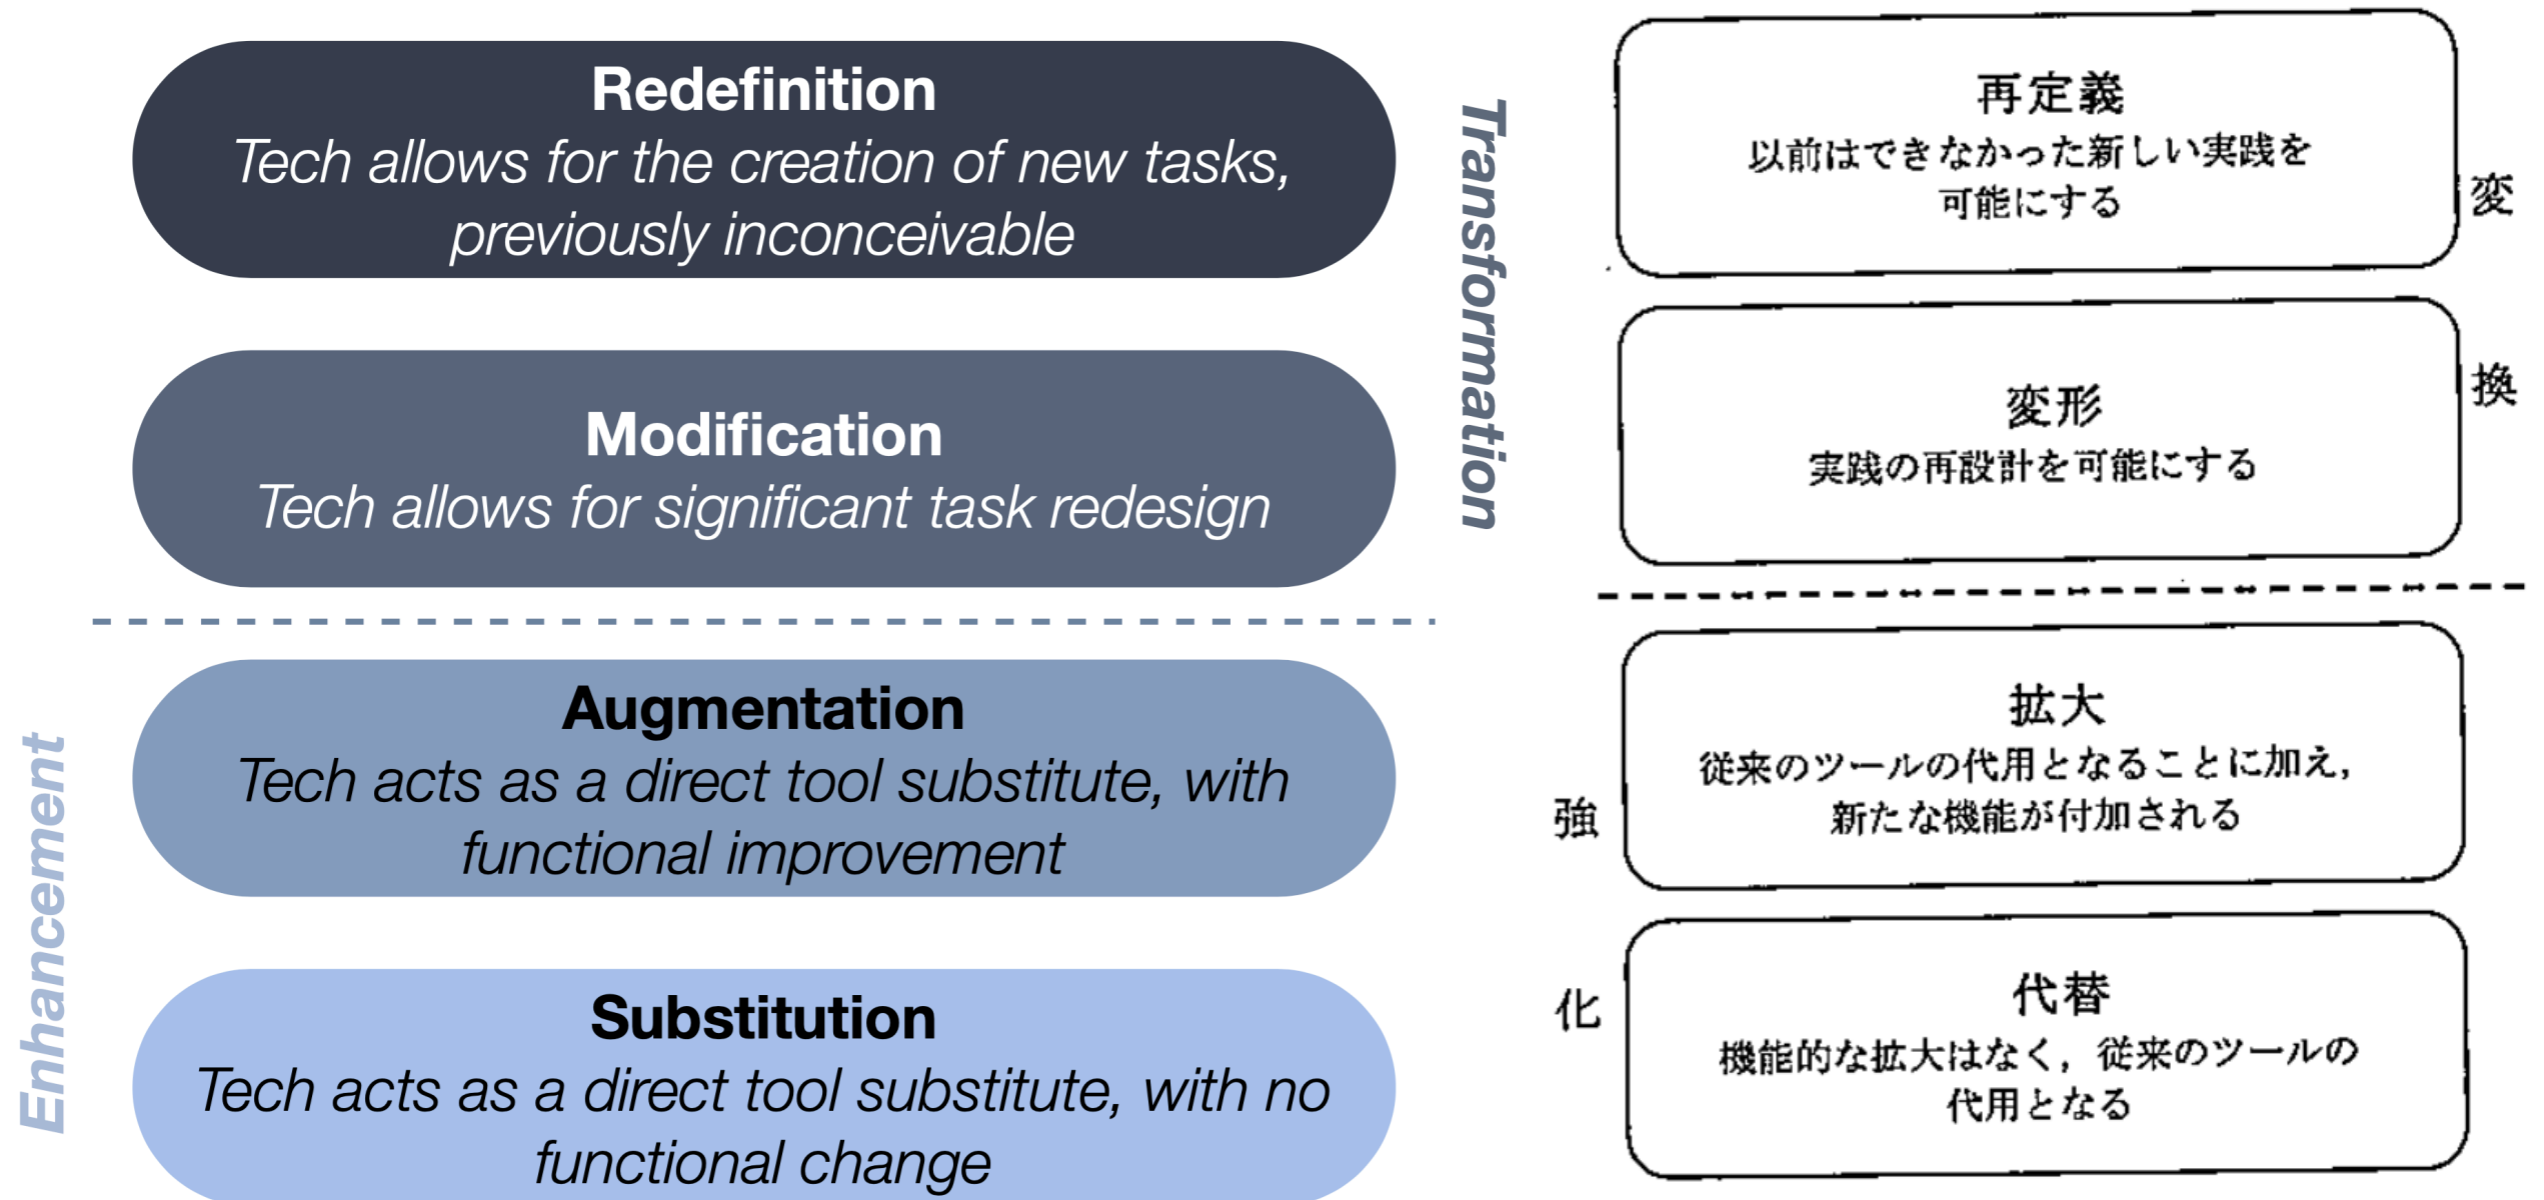 Redefinition
Tech allows for the creation of new tasks,
previously inconceivable
Modification
Tech allows for significant task redesign
Transformation
Augmentation
Tech acts as a direct tool substitute, with
functional improvement
Substitution
Tech acts as a direct tool substitute, with no
functional change
Enhancement
再定義
以前はできなかった新しい実践を
可能にする
変形
実践の再設計を可能にする
変
換
拡大
従来のツールの代用となることに加え，
新たな機能が付加される
代替
機能的な拡大はなく，従来のツールの
代用となる
強
化